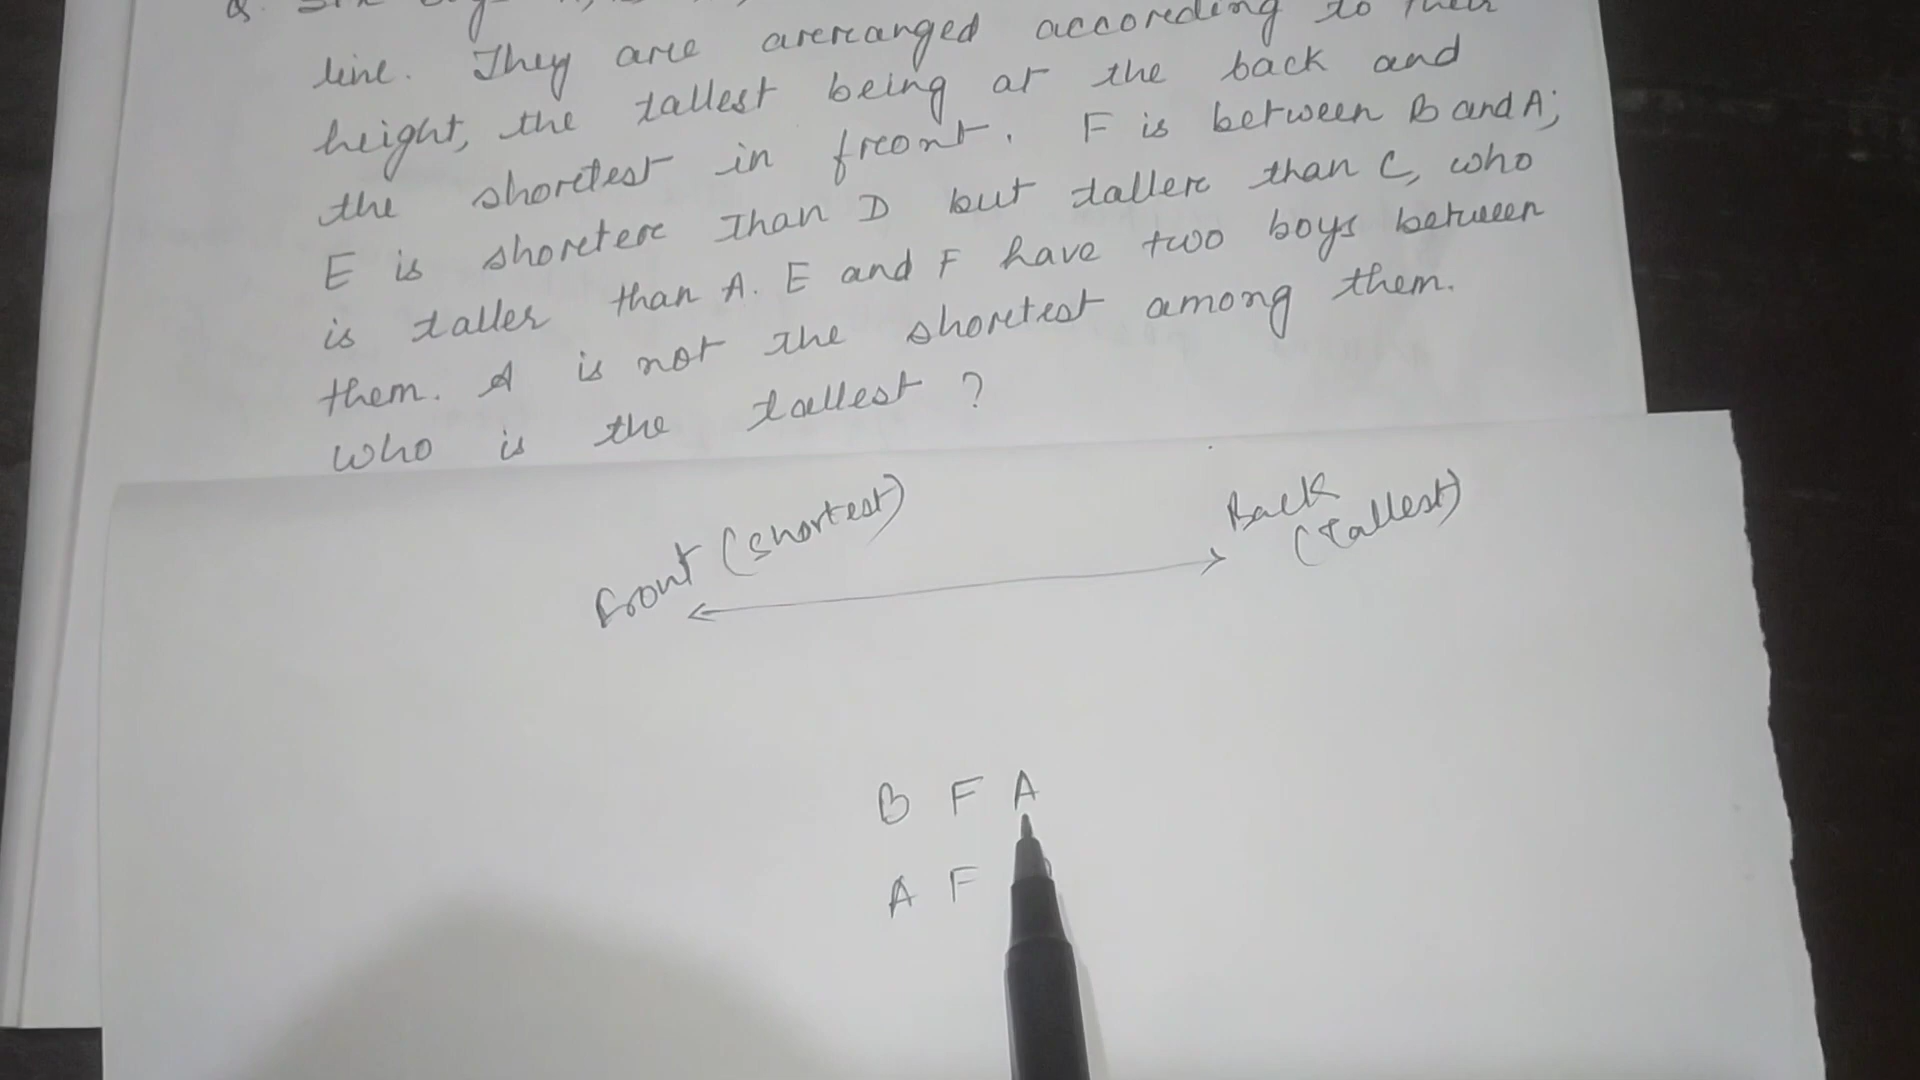 line. They are arranged according to their
height, the tallest being at the back and
the shortest in front. F is between B and A;
E is shorter than D but taller than C, who
is taller than A. E and F have two boys between
them. A is not the shortest among them.
who is the tallest ?
Front (shortest)
Back
(tallest)
B F A
A F